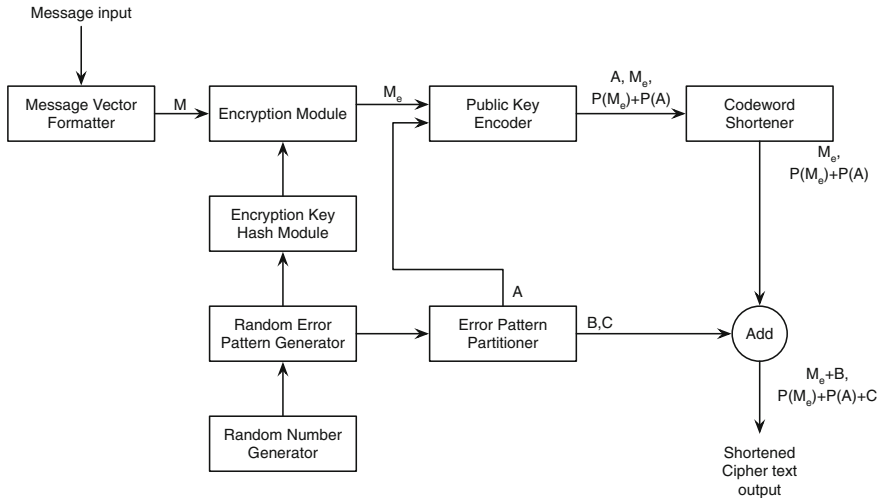 Message input
Message Vector
Formatter
M
Encryption Module
Mₑ
Public Key
Encoder
A, Mₑ,
P(Mₑ)+P(A)
Codeword
Shortener
Mₑ,
P(Mₑ)+P(A)
Encryption Key
Hash Module
A
Random Error
Pattern Generator
Error Pattern
Partitioner
B,C
Add
Mₑ+B,
P(Mₑ)+P(A)+C
Random Number
Generator
Shortened
Cipher text
output